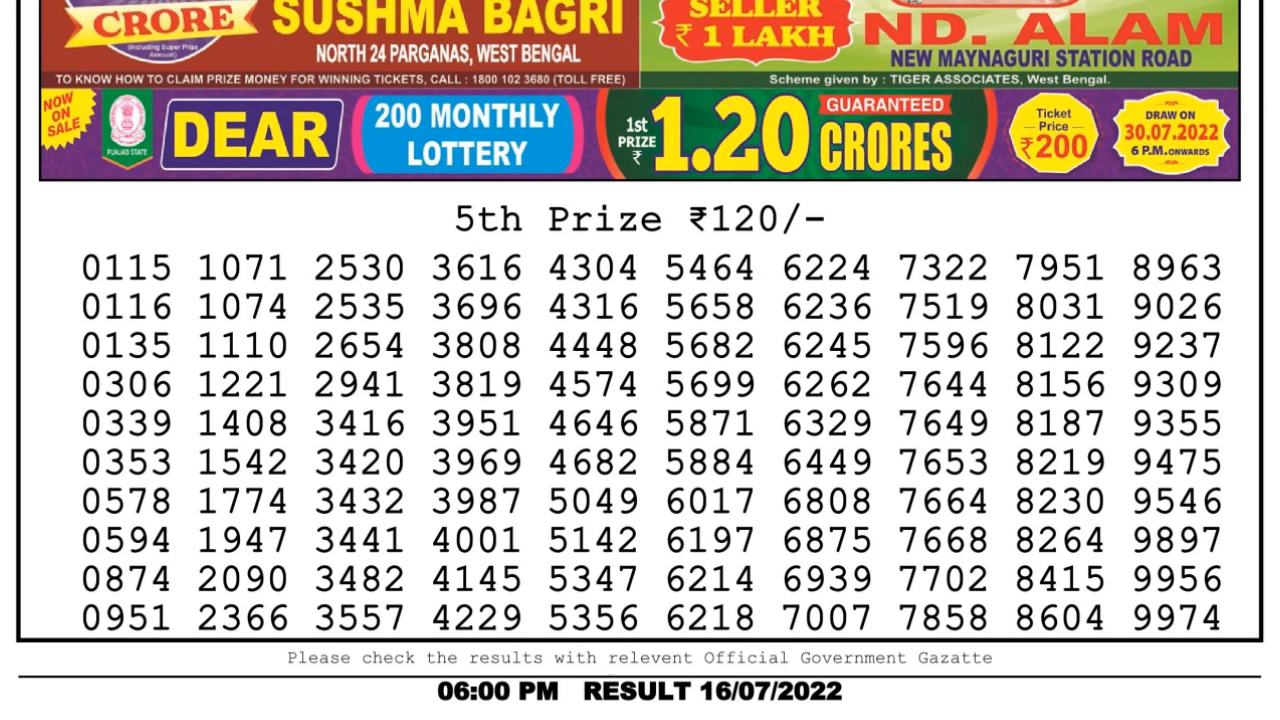 CRORE
(Including Super Prize
Amount)
SUSHMA BAGRI
NORTH 24 PARGANAS, WEST BENGAL
TO KNOW HOW TO CLAIM PRIZE MONEY FOR WINNING TICKETS, CALL : 1800 102 3680 (TOLL FREE)
SELLER
₹ 1 LAKH
ND. ALAM
NEW MAYNAGURI STATION ROAD
Scheme given by : TIGER ASSOCIATES, West Bengal.
NOW
ON
SALE
PUNJAB STATE
DEAR
200 MONTHLY
LOTTERY
1st
PRIZE
₹
1.20
GUARANTEED
CRORES
Ticket
Price
₹200
DRAW ON
30.07.2022
6 P.M. ONWARDS
5th Prize ₹120/-
0115 1071 2530 3616 4304 5464 6224 7322 7951 8963
0116 1074 2535 3696 4316 5658 6236 7519 8031 9026
0135 1110 2654 3808 4448 5682 6245 7596 8122 9237
0306 1221 2941 3819 4574 5699 6262 7644 8156 9309
0339 1408 3416 3951 4646 5871 6329 7649 8187 9355
0353 1542 3420 3969 4682 5884 6449 7653 8219 9475
0578 1774 3432 3987 5049 6017 6808 7664 8230 9546
0594 1947 3441 4001 5142 6197 6875 7668 8264 9897
0874 2090 3482 4145 5347 6214 6939 7702 8415 9956
0951 2366 3557 4229 5356 6218 7007 7858 8604 9974
Please check the results with relevent Official Government Gazatte
06:00 PM RESULT 16/07/2022